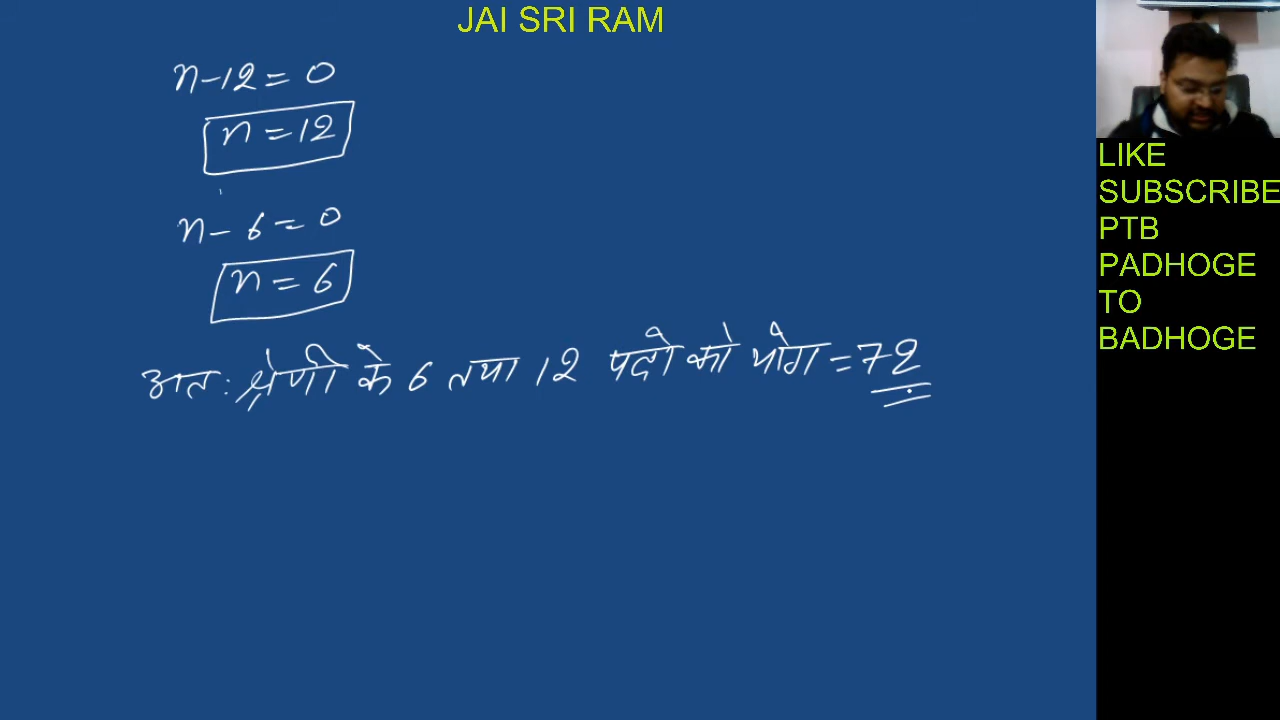 JAI SRI RAM
n-12=0
n=12
n-6=0
n=6
अत: श्रेणी के 6 तथा 12 पदो को योग =72
LIKE
SUBSCRIBE
PTB
PADHOGE
TO
BADHOGE